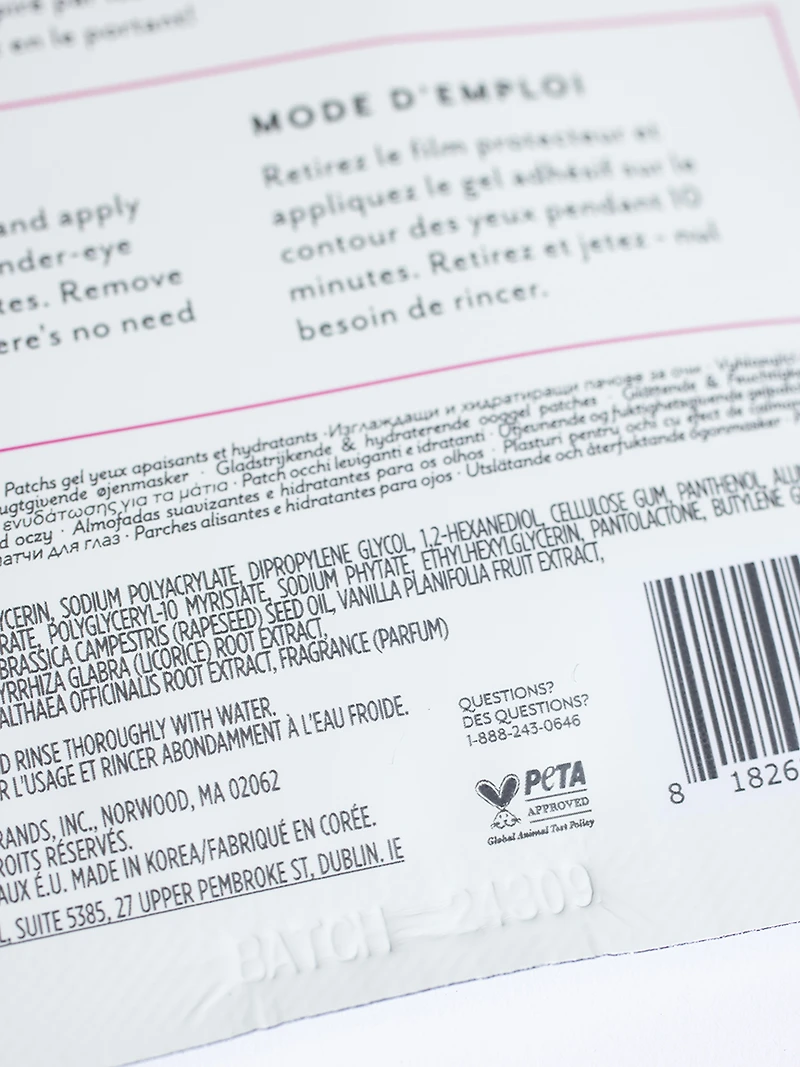 en le portant!
MODE D'EMPLOI
Retirez le film protecteur et
appliquez le gel adhésif sur le
contour des yeux pendant 10
minutes. Retirez et jetez - nul
besoin de rincer.
and apply
nder-eye
tes. Remove
ere's no need
Patchs gel yeux apaisants et hydratants · Изглаждащи и хидратиращи пачове за очи ·
ugtgivende øjenmasker · Gladstrijkende & hydraterende ooggel patches · Glättende & Feuchtigke
ενυδάτωσης για τα μάτια · Patch occhi leviganti e idratanti · Utjevnende og fuktighetsgivende
d oczy · Almofadas suavizantes e hidratantes para os olhos · Plasturi pentru ochi cu efect de
атчи для глаз · Parches alisantes e hidratantes para ojos · Utslätande och återfuktande ögonmasker
YCERIN, SODIUM POLYACRYLATE, DIPROPYLENE GLYCOL, 1,2-HEXANEDIOL, CELLULOSE GUM, PANTHENOL, ALU
RATE, POLYGLYCERYL-10 MYRISTATE, SODIUM PHYTATE, ETHYLHEXYLGLYCERIN, PANTOLACTONE, BUTYLENE G
BRASSICA CAMPESTRIS (RAPESEED) SEED OIL, VANILLA PLANIFOLIA FRUIT EXTRACT,
YRRHIZA GLABRA (LICORICE) ROOT EXTRACT,
ALTHAEA OFFICINALIS ROOT EXTRACT, FRAGRANCE (PARFUM)
D RINSE THOROUGHLY WITH WATER.
R L'USAGE ET RINCER ABONDAMMENT À L'EAU FROIDE.
RANDS, INC., NORWOOD, MA 02062
ROITS RÉSERVÉS.
AUX É.U. MADE IN KOREA/FABRIQUÉ EN CORÉE.
L, SUITE 5385, 27 UPPER PEMBROKE ST, DUBLIN. IE
QUESTIONS?
DES QUESTIONS?
1-888-243-0646
PETA
APPROVED
Global Animal Test Policy
8 1826
BATCH 24309